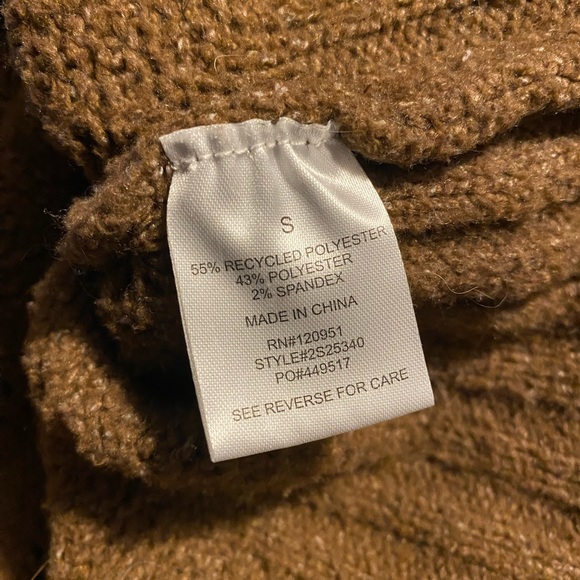 S
55% RECYCLED POLYESTER
43% POLYESTER
2% SPANDEX
MADE IN CHINA
RN#120951
STYLE#2S25340
PO#449517
SEE REVERSE FOR CARE